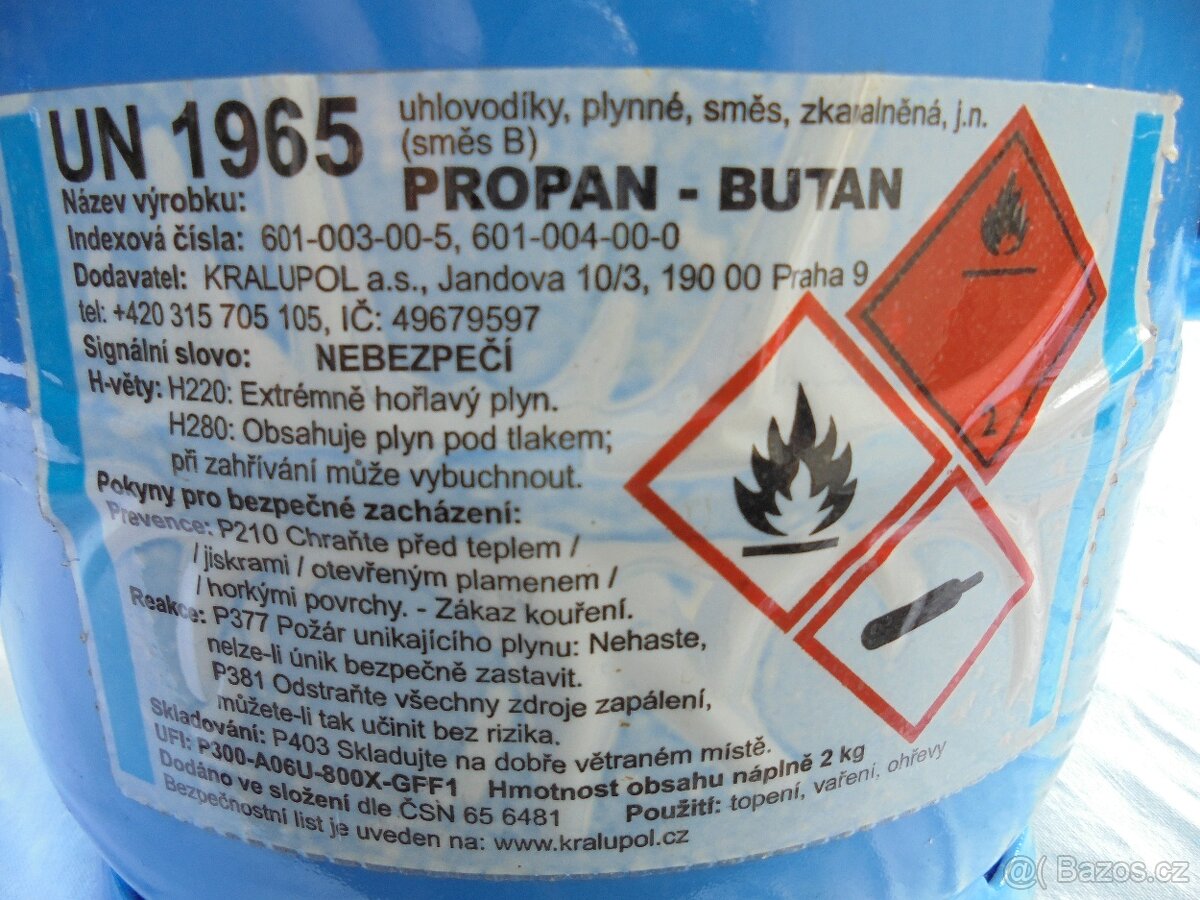 UN 1965
uhlovodíky, plynné, směs, zkapalněná, j.n.
(směs B)
Název výrobku: PROPAN - BUTAN
Indexová čísla: 601-003-00-5, 601-004-00-0
Dodavatel: KRALUPOL a.s., Jandova 10/3, 190 00 Praha 9
tel: +420 315 705 105, IČ: 49679597
Signální slovo: NEBEZPEČÍ
H-věty: H220: Extrémně hořlavý plyn.
H280: Obsahuje plyn pod tlakem;
při zahřívání může vybuchnout.
Pokyny pro bezpečné zacházení:
Prevence: P210 Chraňte před teplem /
/ jiskrami / otevřeným plamenem /
/ horkými povrchy. - Zákaz kouření.
Reakce: P377 Požár unikajícího plynu: Nehaste,
nelze-li únik bezpečně zastavit.
P381 Odstraňte všechny zdroje zapálení,
můžete-li tak učinit bez rizika.
Skladování: P403 Skladujte na dobře větraném místě.
UFI: P300-A06U-800X-GFF1 Hmotnost obsahu náplně 2 kg
Dodáno ve složení dle ČSN 65 6481 Použití: topení, vaření, ohřevy
Bezpečnostní list je uveden na: www.kralupol.cz
2
@( Bazos.cz